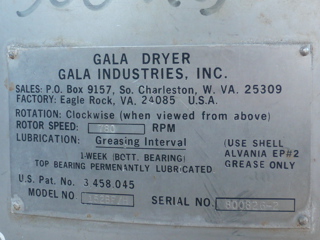 GALA DRYER
GALA INDUSTRIES, INC.
SALES: P.O. Box 9157, So. Charleston, W. VA. 25309
FACTORY: Eagle Rock, VA. 24085 U.S.A.
ROTATION: Clockwise (when viewed from above)
ROTOR SPEED: RPM
LUBRICATION: Greasing Interval (USE SHELL
1-WEEK (BOTT. BEARING) ALVANIA EP#2
TOP BEARING PERMANENTLY LUBRICATED GREASE ONLY
U.S. Pat. No. 3 458.045
MODEL NO SERIAL NO.